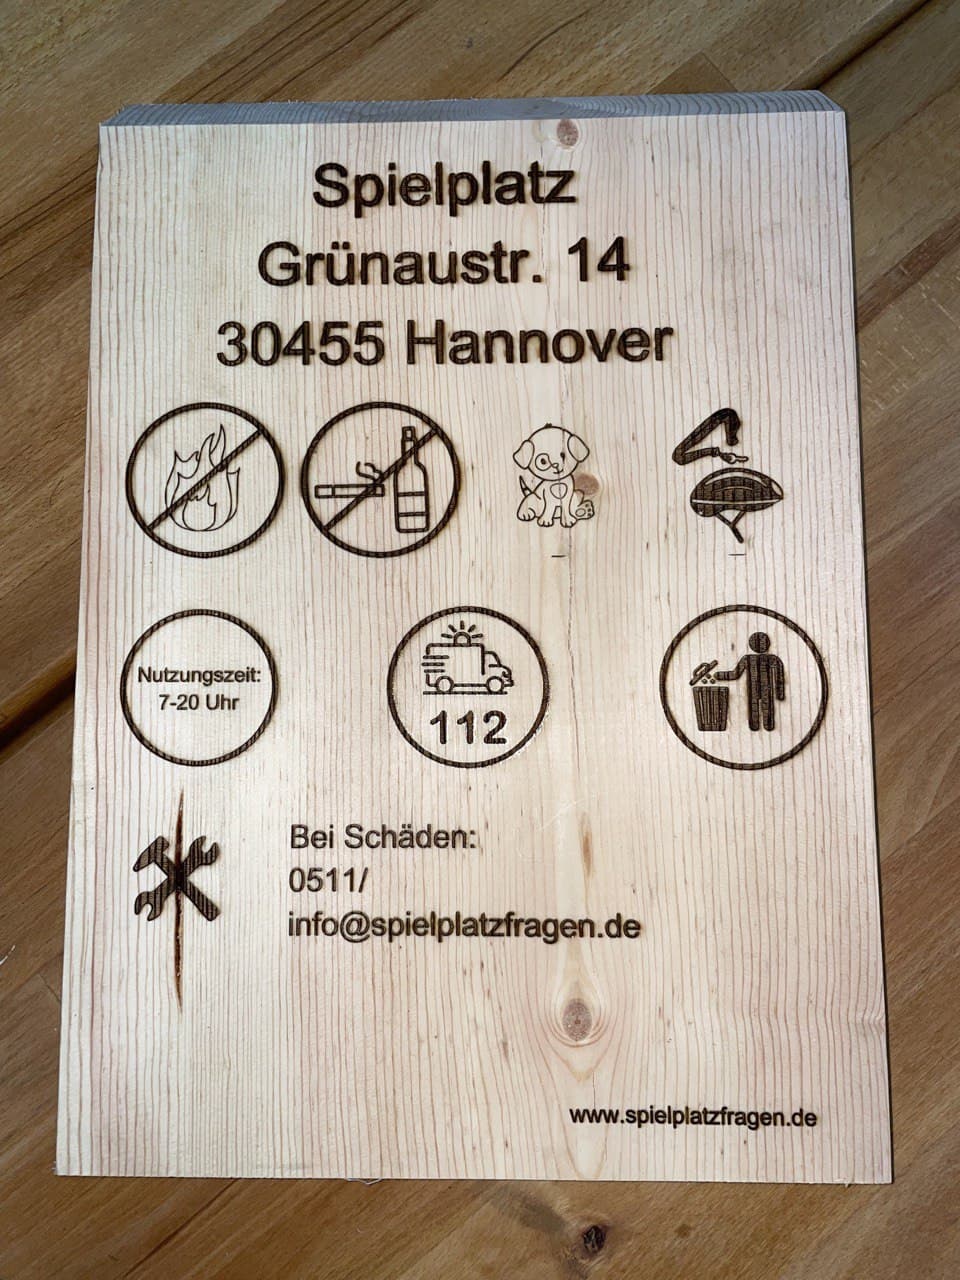 Spielplatz
Grünaustr. 14
30455 Hannover
Nutzungszeit:
7-20 Uhr
112
Bei Schäden:
0511/
info@spielplatzfragen.de
www.spielplatzfragen.de